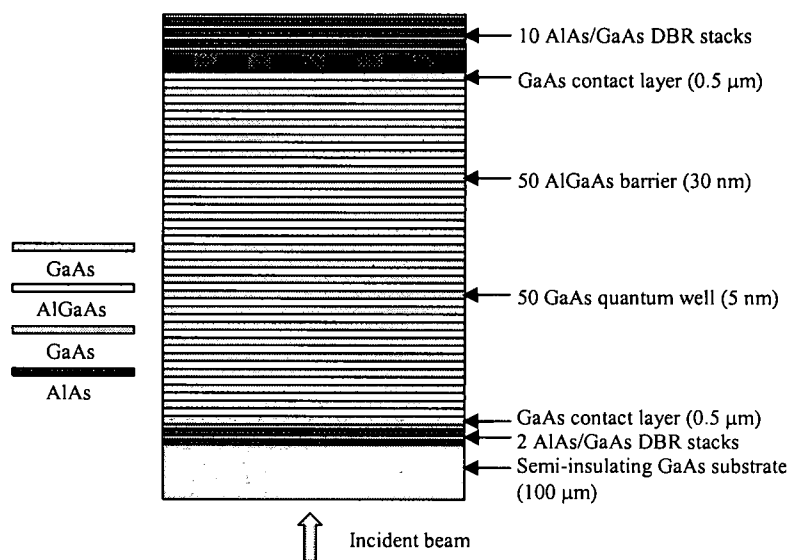 10 AlAs/GaAs DBR stacks
GaAs contact layer (0.5 μm)
50 AlGaAs barrier (30 nm)
50 GaAs quantum well (5 nm)
GaAs contact layer (0.5 μm)
2 AlAs/GaAs DBR stacks
Semi-insulating GaAs substrate
(100 μm)
GaAs
AlGaAs
GaAs
AlAs
Incident beam